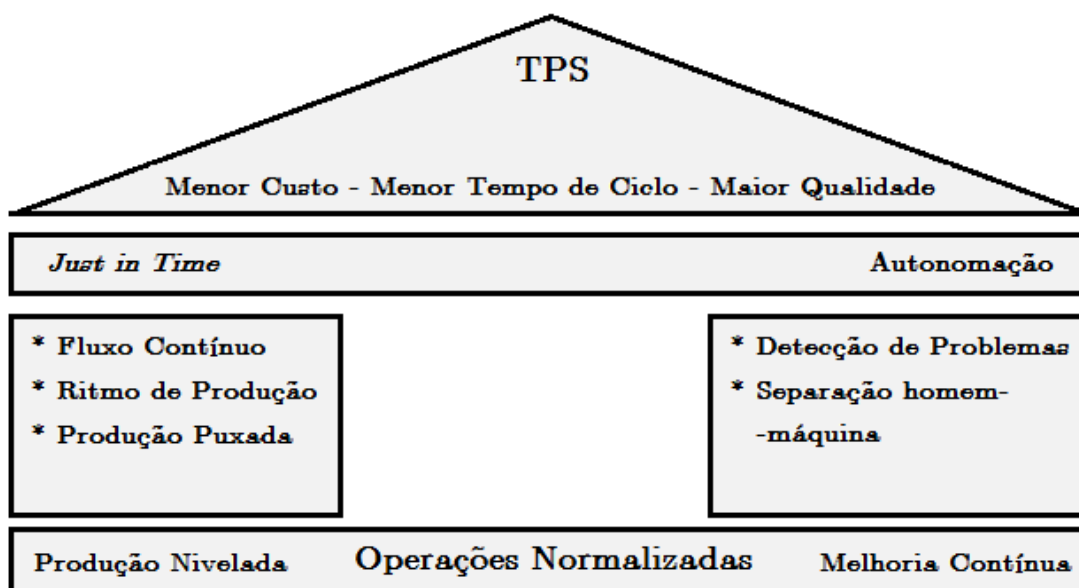 TPS
Menor Custo - Menor Tempo de Ciclo - Maior Qualidade
Just in Time
Autonomação
* Fluxo Contínuo
* Ritmo de Produção
* Produção Puxada
* Detecção de Problemas
* Separação homem-
-máquina
Produção Nivelada
Operações Normalizadas
Melhoria Contínua